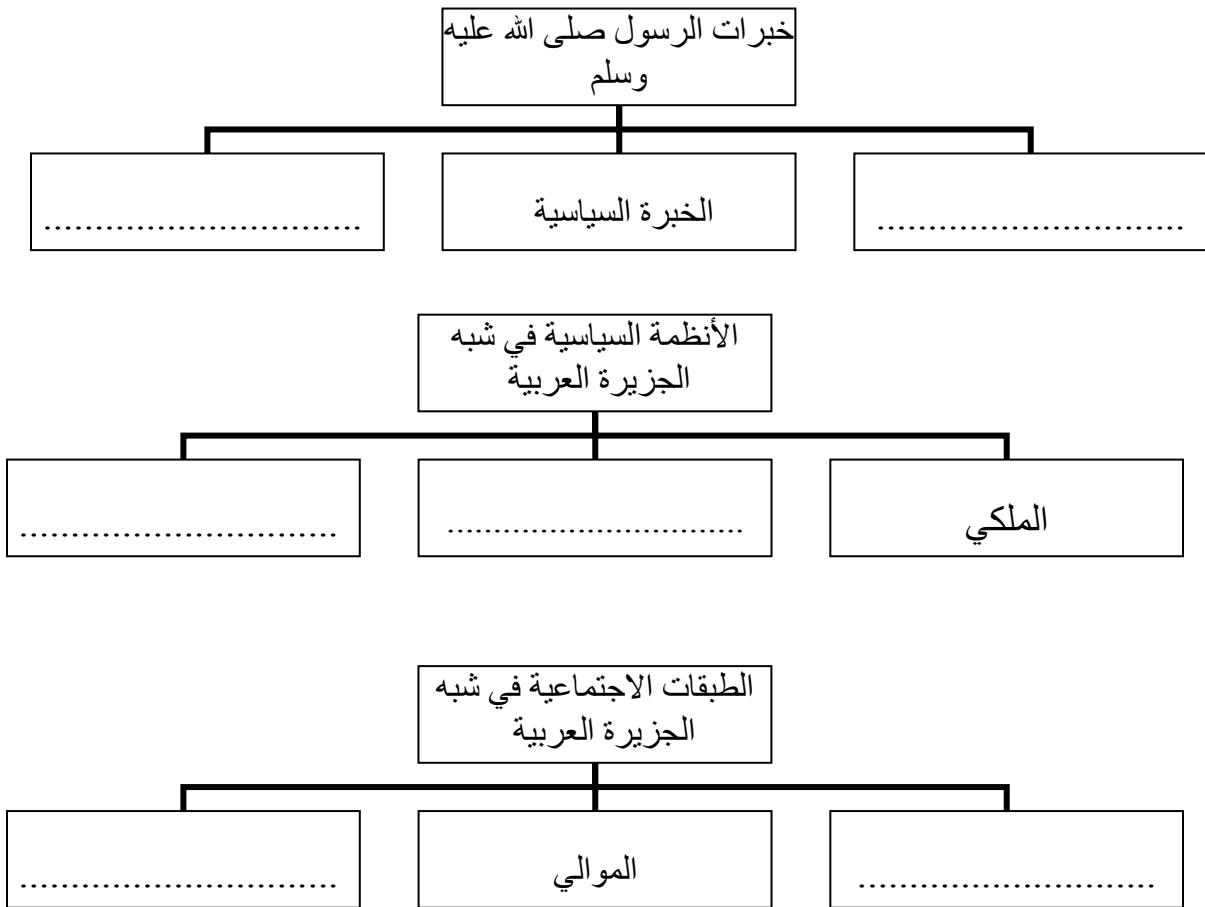 خبرات الرسول صلى الله عليه
وسلم
.............................
الخبرة السياسية
..............................
الأنظمة السياسية في شبه
الجزيرة العربية
الملكي
............................
..............................
الطبقات الاجتماعية في شبه
الجزيرة العربية
............................
الموالي
..............................